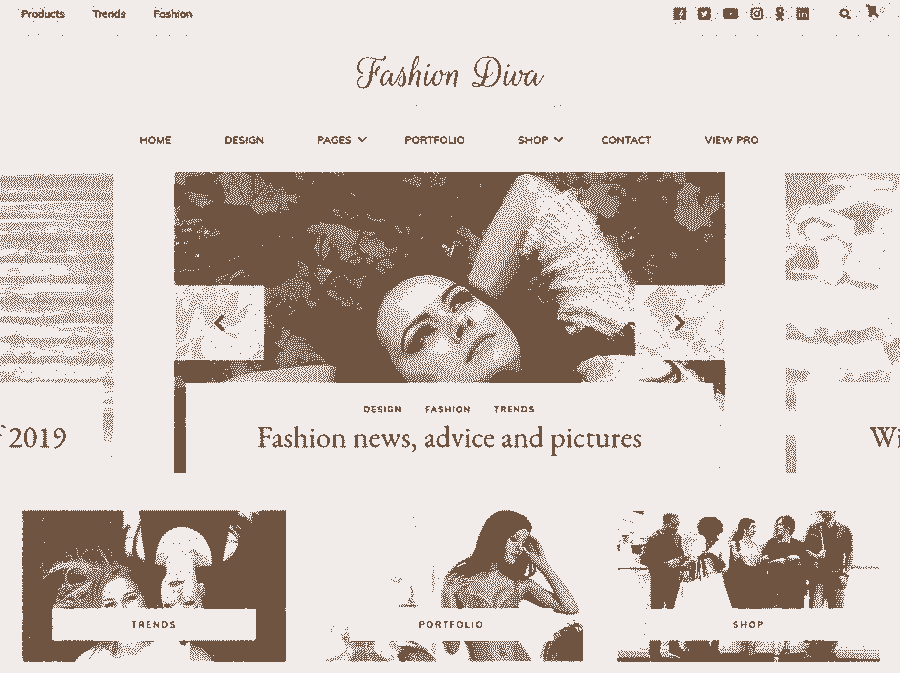 Products Trends Fashion
Fashion Diva
HOME DESIGN PAGES PORTFOLIO SHOP CONTACT VIEW PRO
DESIGN FASHION TRENDS
2019 Fashion news, advice and pictures
TRENDS PORTFOLIO SHOP